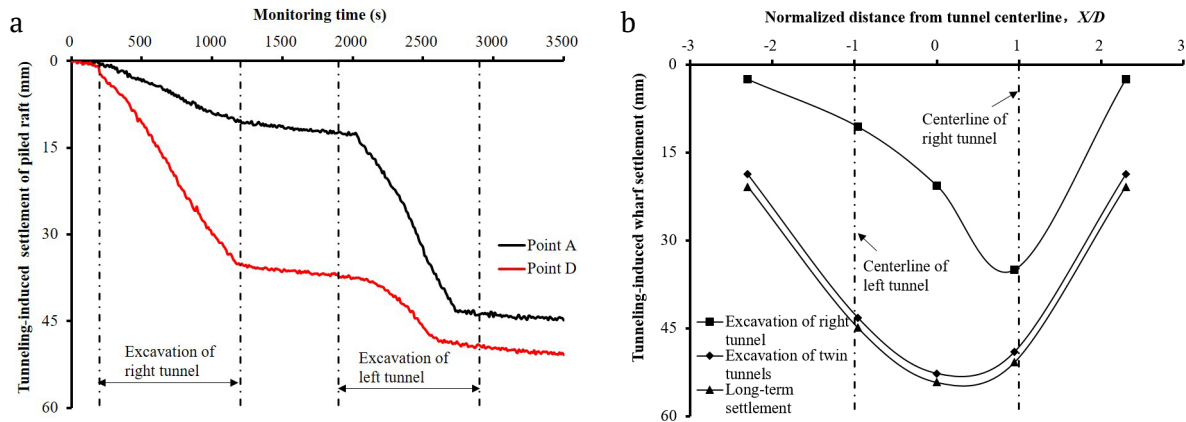 a
Monitoring time (s)
0 500 1000 1500 2000 2500 3000 3500
Tunneling-induced settlement of piled raft (mm)
0
15
30
45
60
Point A
Point D
Excavation of
right tunnel
Excavation of
left tunnel
b
Normalized distance from tunnel centerline, X/D
-3 -2 -1 0 1 2 3
Tunneling-induced wharf settlement (mm)
0
15
30
45
60
Centerline of
right tunnel
Centerline of
left tunnel
Excavation of right
tunnel
Excavation of twin
tunnels
Long-term
settlement